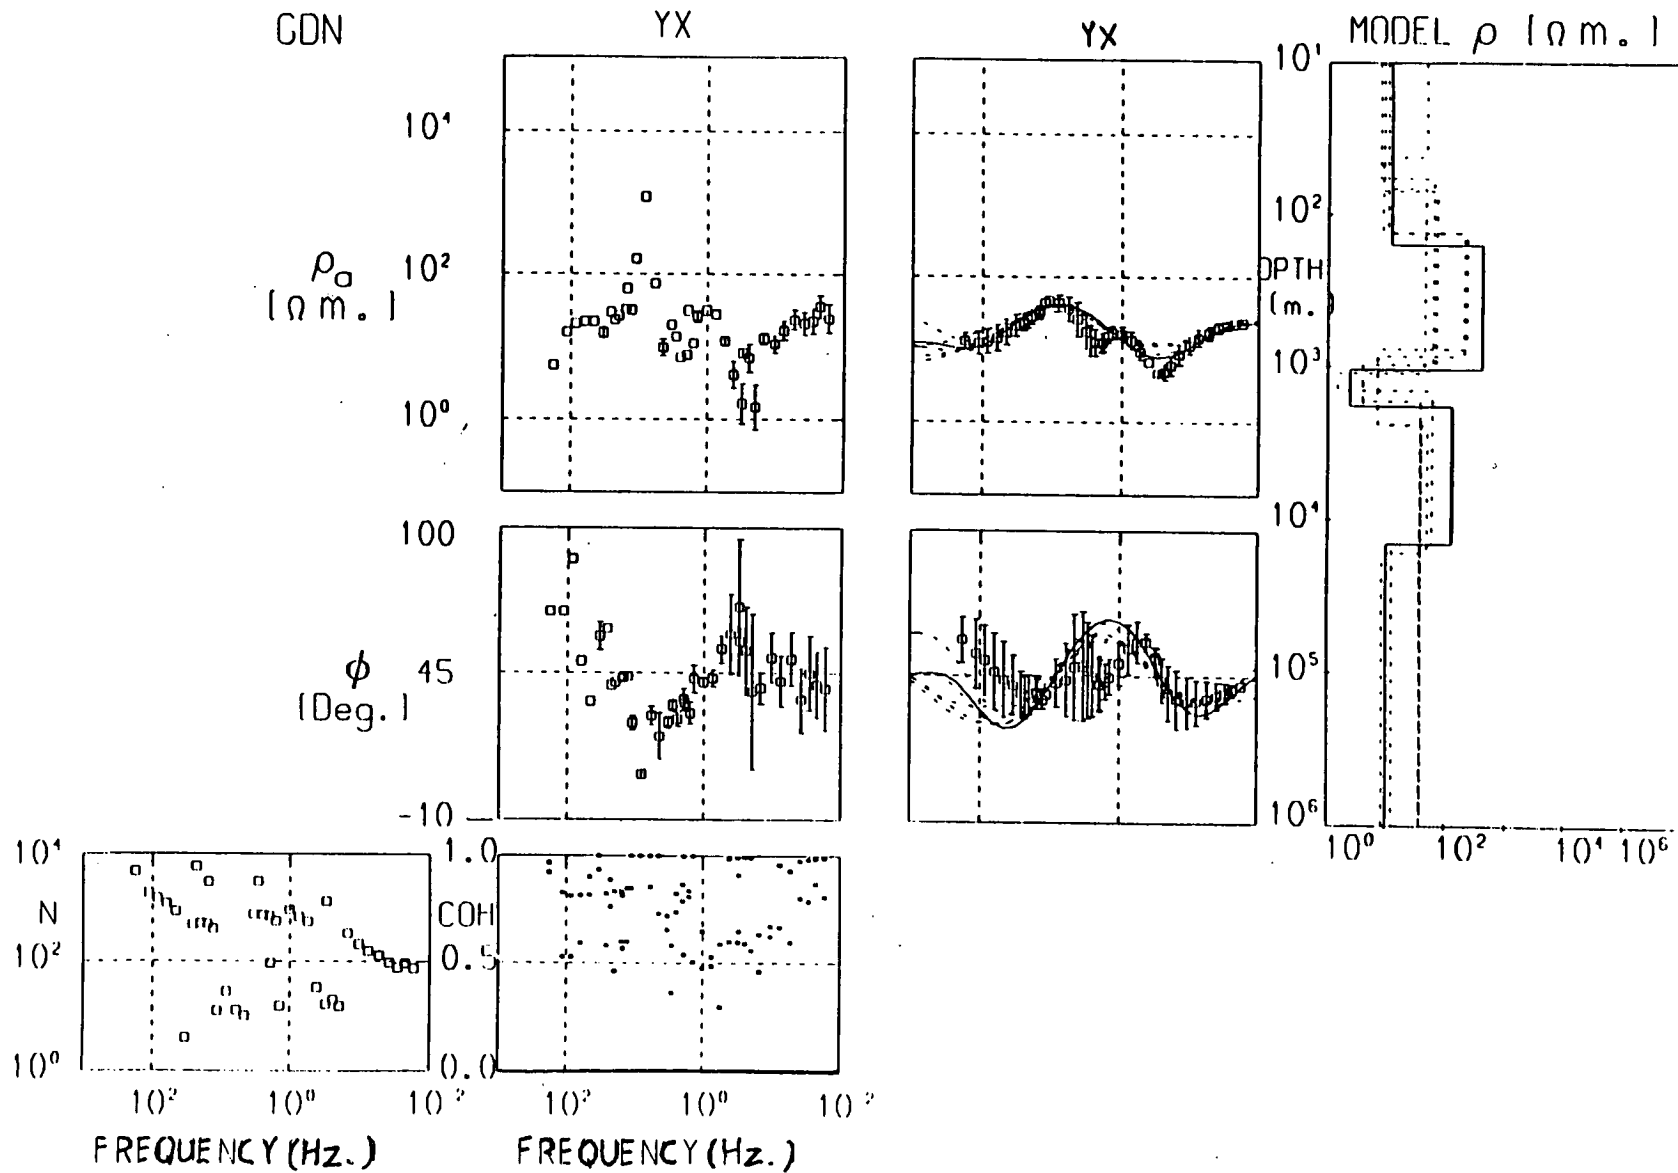 GDN
YX
YX
MODEL ρ (Ω m.)
10⁴
10²
10⁰
ρa
(Ω m.)
10¹
10²
DPTH
(m.)
10³
10⁴
10⁵
10⁶
100
45
-10
ϕ
(Deg.)
10⁰ 10² 10⁴ 10⁶
10⁴
N
10²
10⁰
1.0
COH
0.5
0.0
10² 10⁰ 10⁻²
10² 10⁰ 10⁻²
FREQUENCY (Hz.)
FREQUENCY (Hz.)